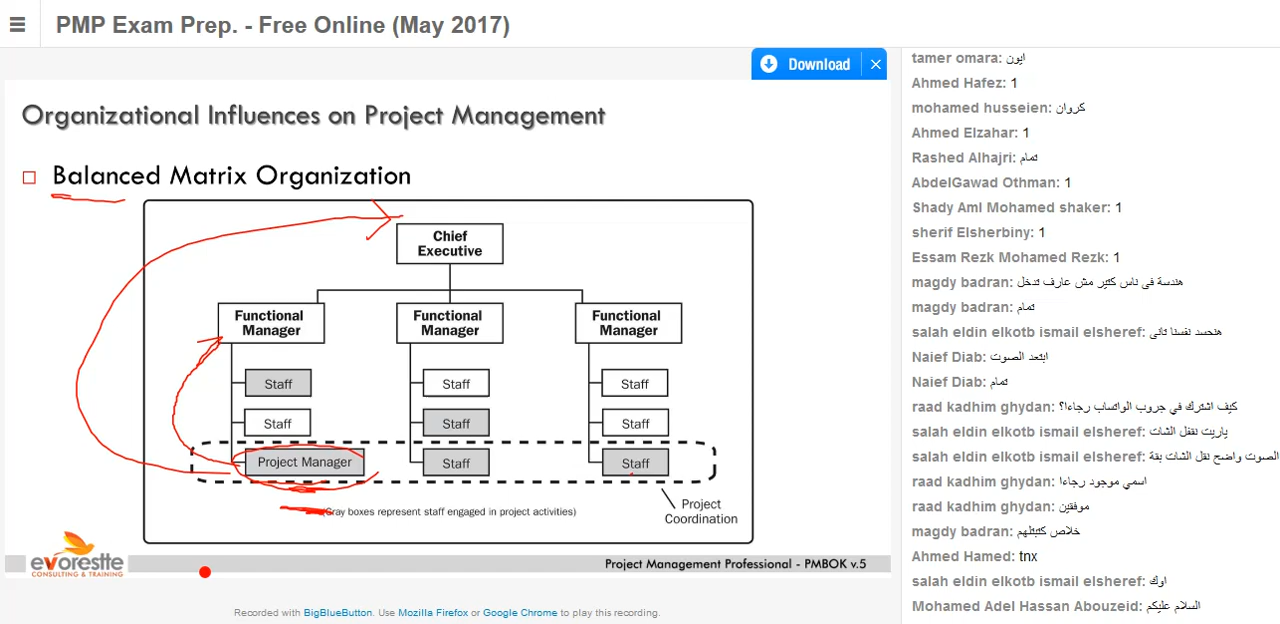 PMP Exam Prep. - Free Online (May 2017)
Download
Organizational Influences on Project Management
Balanced Matrix Organization
Chief
Executive
Functional
Manager
Functional
Manager
Functional
Manager
Staff
Staff
Staff
Staff
Staff
Staff
Project Manager
Staff
Staff
(Gray boxes represent staff engaged in project activities)
Project
Coordination
evorestte
CONSULTING & TRAINING
Project Management Professional - PMBOK v.5
Recorded with BigBlueButton. Use Mozilla Firefox or Google Chrome to play this recording.
tamer omara: ايون
Ahmed Hafez: 1
mohamed husseien: كروان
Ahmed Elzahar: 1
Rashed Alhajri: تمام
AbdelGawad Othman: 1
Shady Aml Mohamed shaker: 1
sherif Elsherbiny: 1
Essam Rezk Mohamed Rezk: 1
magdy badran: هندسة فى ناس كتير مش عارف تدخل
magdy badran: تمام
salah eldin elkotb ismail elsheref: هنحسد نفسنا تانى
Naief Diab: ابتعد الصوت
Naief Diab: تمام
raad kadhim ghydan: كيف اشترك في جروب الواتساب رجاءا؟
salah eldin elkotb ismail elsheref: ياريت نقفل الشات
salah eldin elkotb ismail elsheref: الصوت واضح نقل الشات بقة
raad kadhim ghydan: اسمي موجود رجاءا
raad kadhim ghydan: موفقين
magdy badran: خلاص كتبتلهم
Ahmed Hamed: tnx
salah eldin elkotb ismail elsheref: اوك
Mohamed Adel Hassan Abouzeid: السلام عليكم